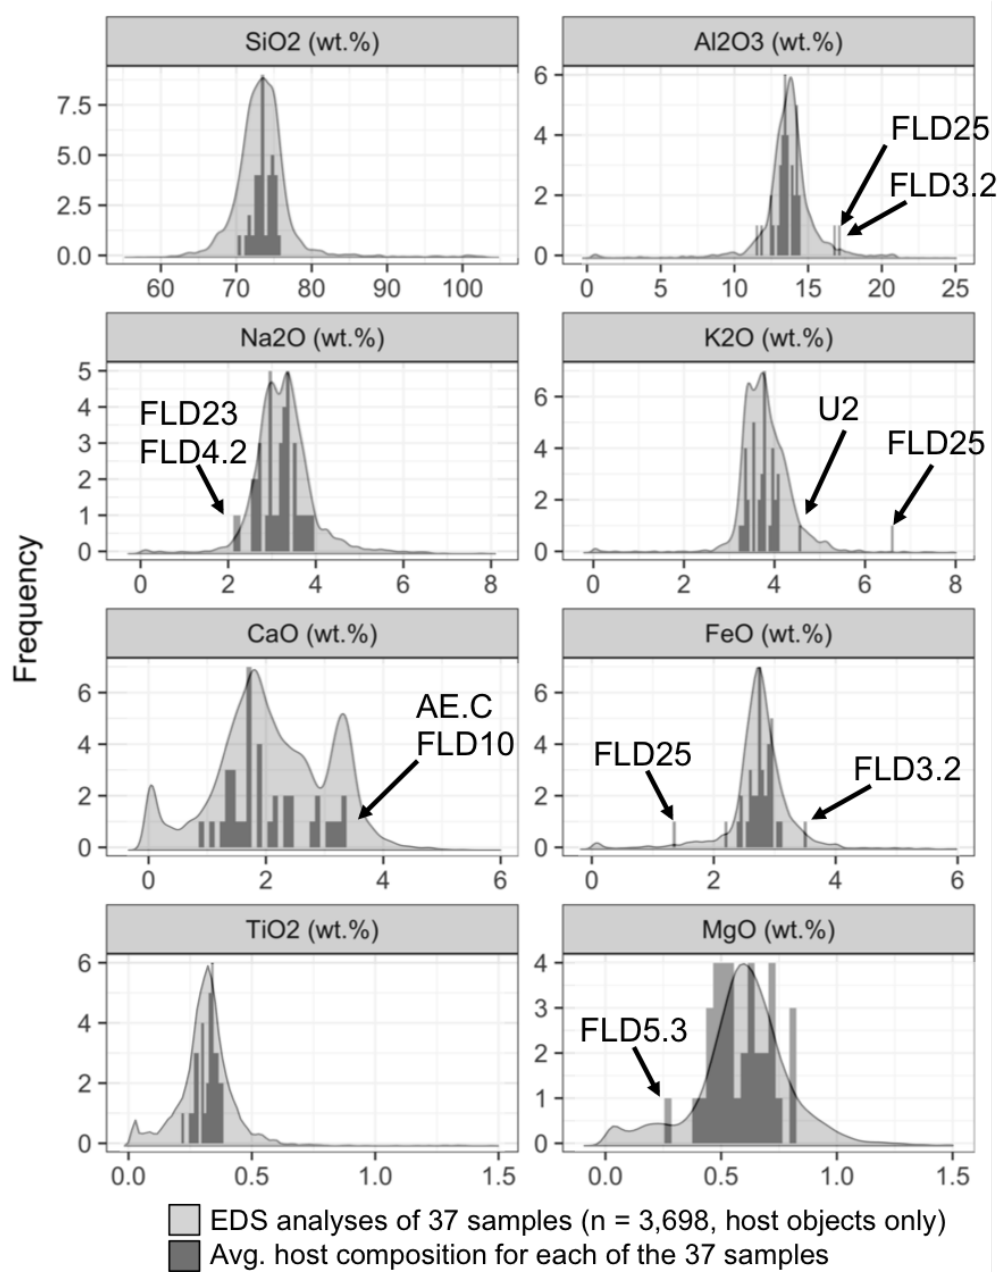 SiO2 (wt.%)
Al2O3 (wt.%)
7.5
5.0
2.5
0.0
60 70 80 90 100
6
4
2
0
0 5 10 15 20 25
FLD25
FLD3.2
Na2O (wt.%)
K2O (wt.%)
5
4
3
2
1
0
0 2 4 6 8
FLD23
FLD4.2
6
4
2
0
0 2 4 6 8
U2
FLD25
Frequency
CaO (wt.%)
FeO (wt.%)
6
4
2
0
0 2 4 6
AE.C
FLD10
6
4
2
0
0 2 4 6
FLD25
FLD3.2
TiO2 (wt.%)
MgO (wt.%)
6
4
2
0
0.0 0.5 1.0 1.5
4
3
2
1
0
0.0 0.5 1.0 1.5
FLD5.3
EDS analyses of 37 samples (n = 3,698, host objects only)
Avg. host composition for each of the 37 samples